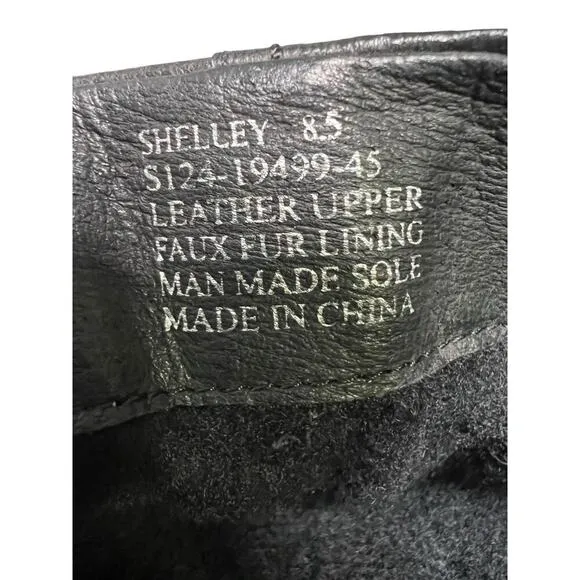 SHELLEY 8.5
S124-19499-45
LEATHER UPPER
FAUX FUR LINING
MAN MADE SOLE
MADE IN CHINA